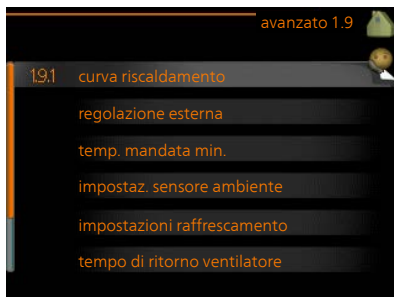 avanzato 1.9
1.9.1 curva riscaldamento
regolazione esterna
temp. mandata min.
impostaz. sensore ambiente
impostazioni raffrescamento
tempo di ritorno ventilatore